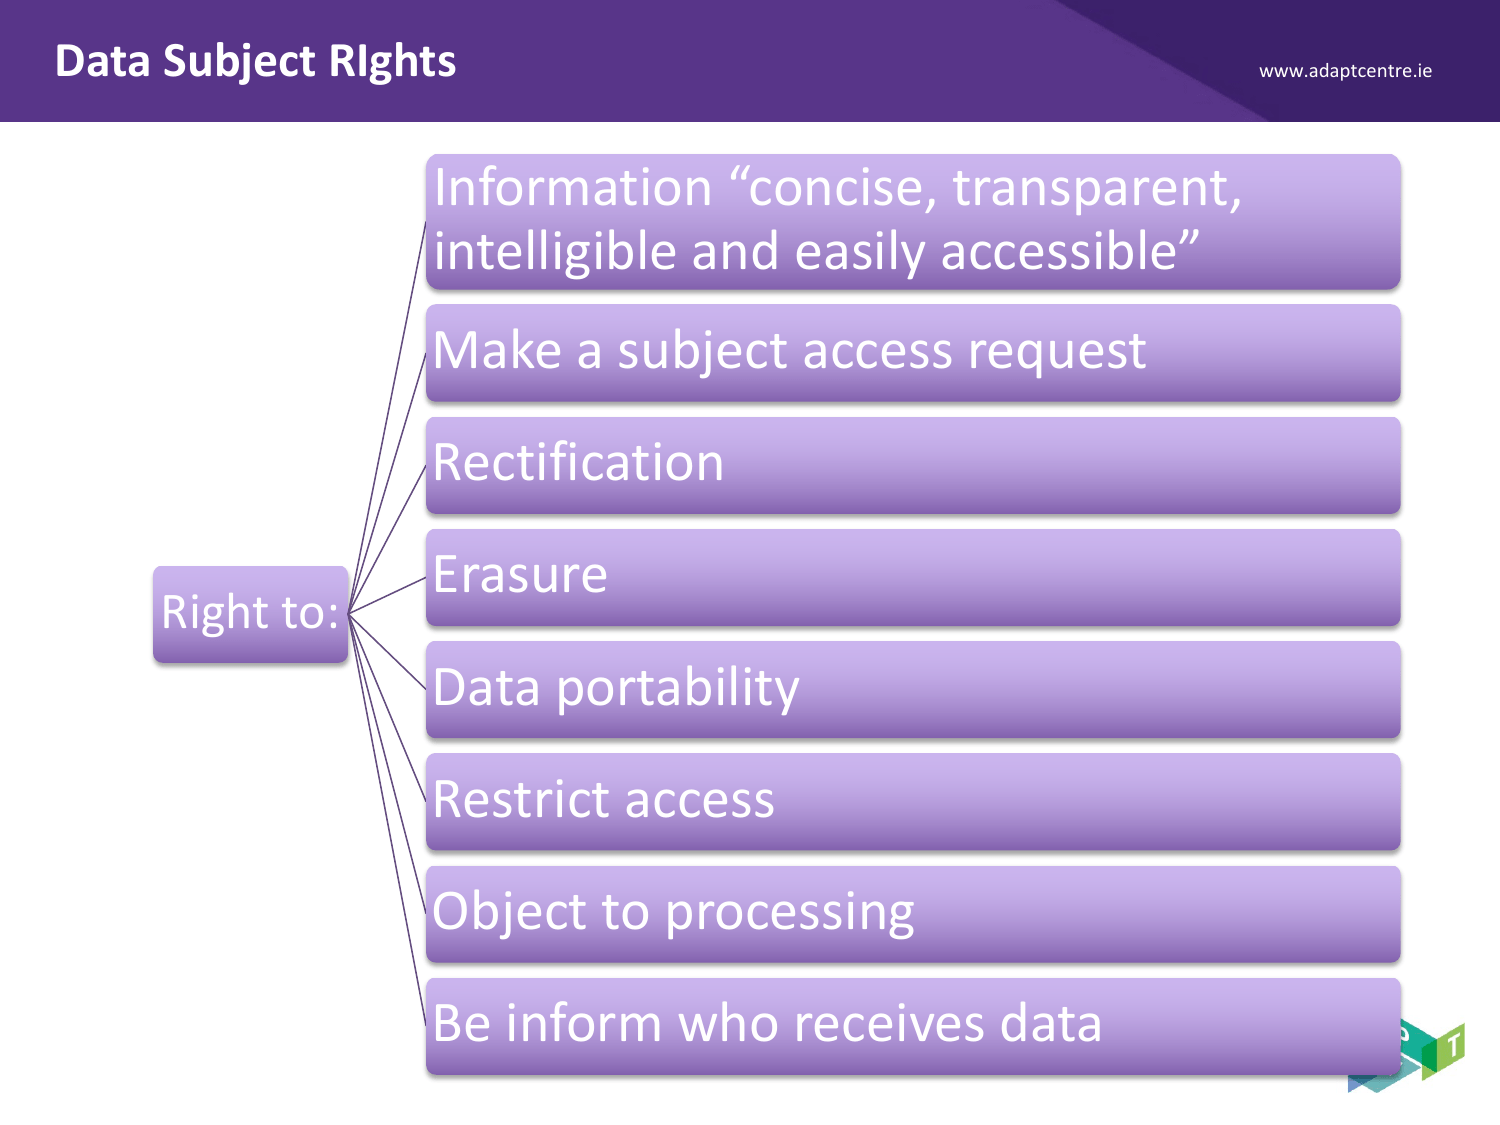 Data Subject RIghts
www.adaptcentre.ie
Information “concise, transparent,
intelligible and easily accessible”
Make a subject access request
Rectification
Erasure
Right to:
Data portability
Restrict access
Object to processing
Be inform who receives data
T